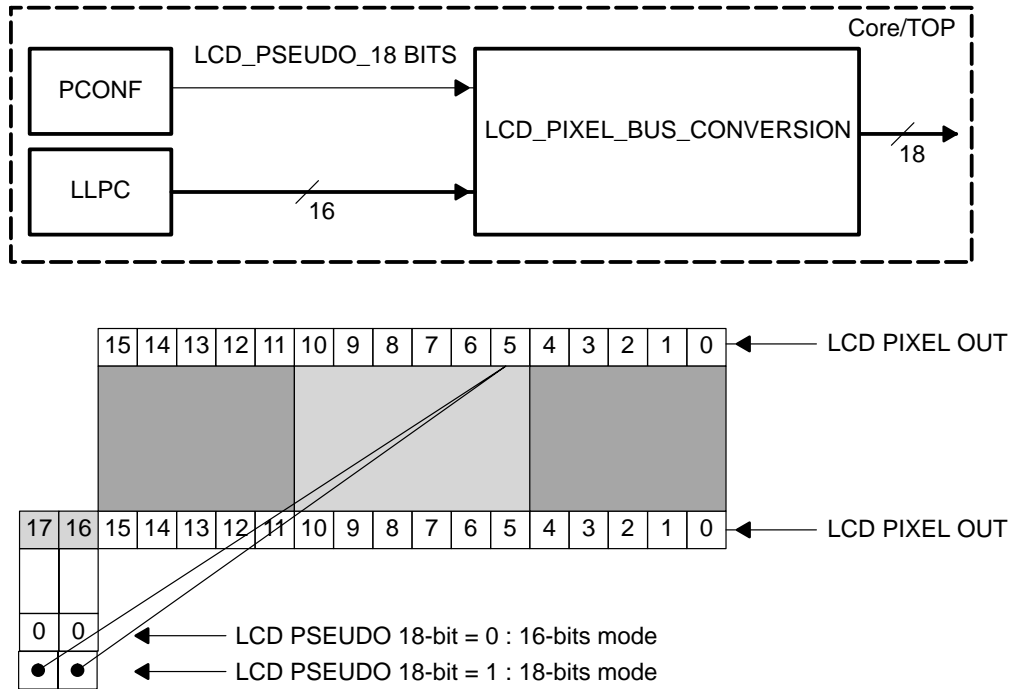 Core/TOP
LCD_PSEUDO_18 BITS
PCONF
LCD_PIXEL_BUS_CONVERSION
18
LLPC
16
15 14 13 12 11 10 9 8 7 6 5 4 3 2 1 0 LCD PIXEL OUT
17 16 15 14 13 12 11 10 9 8 7 6 5 4 3 2 1 0 LCD PIXEL OUT
0 0 LCD PSEUDO 18-bit = 0 : 16-bits mode
LCD PSEUDO 18-bit = 1 : 18-bits mode